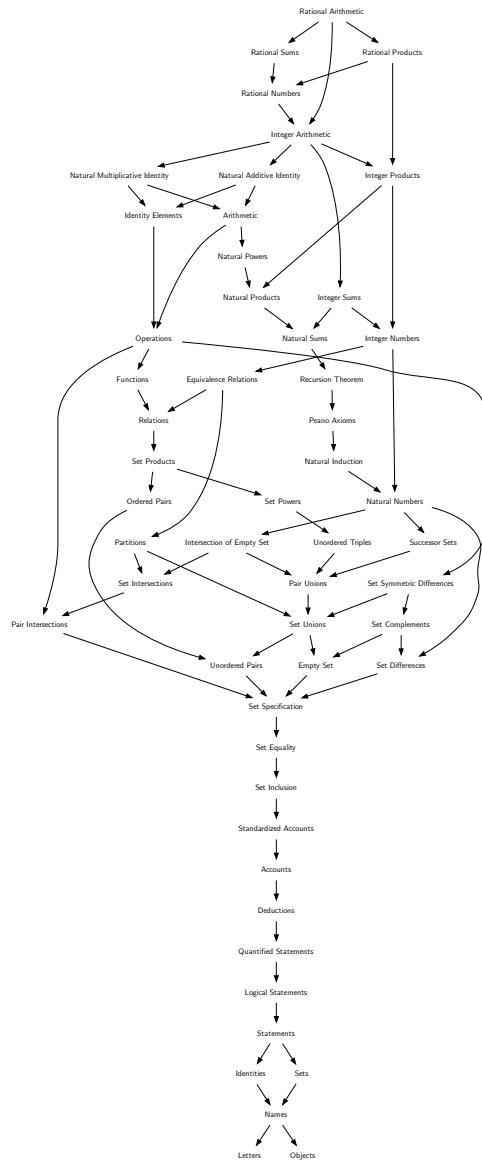 Rational Arithmetic
Rational Sums
Rational Products
Rational Numbers
Integer Arithmetic
Natural Multiplicative Identity
Natural Additive Identity
Integer Products
Identity Elements
Arithmetic
Natural Powers
Natural Products
Integer Sums
Operations
Natural Sums
Integer Numbers
Functions
Equivalence Relations
Recursion Theorem
Relations
Peano Axioms
Set Products
Natural Induction
Ordered Pairs
Set Powers
Natural Numbers
Partitions
Intersection of Empty Set
Unordered Triples
Successor Sets
Set Intersections
Pair Unions
Set Symmetric Differences
Pair Intersections
Set Unions
Set Complements
Unordered Pairs
Empty Set
Set Differences
Set Specification
Set Equality
Set Inclusion
Standardized Accounts
Accounts
Deductions
Quantified Statements
Logical Statements
Statements
Identities
Sets
Names
Letters
Objects